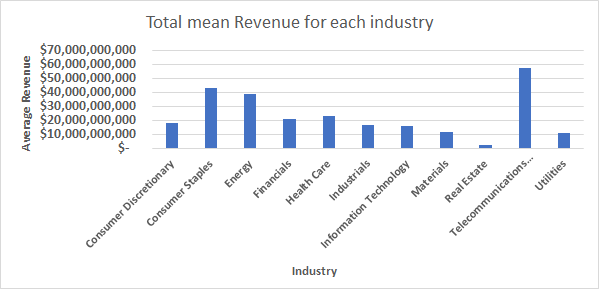 Total mean Revenue for each industry
Average Revenue
$70,000,000,000
$60,000,000,000
$50,000,000,000
$40,000,000,000
$30,000,000,000
$20,000,000,000
$10,000,000,000
$-
Consumer Discretionary
Consumer Staples
Energy
Financials
Health Care
Industrials
Information Technology
Materials
Real Estate
Telecommunications...
Utilities
Industry